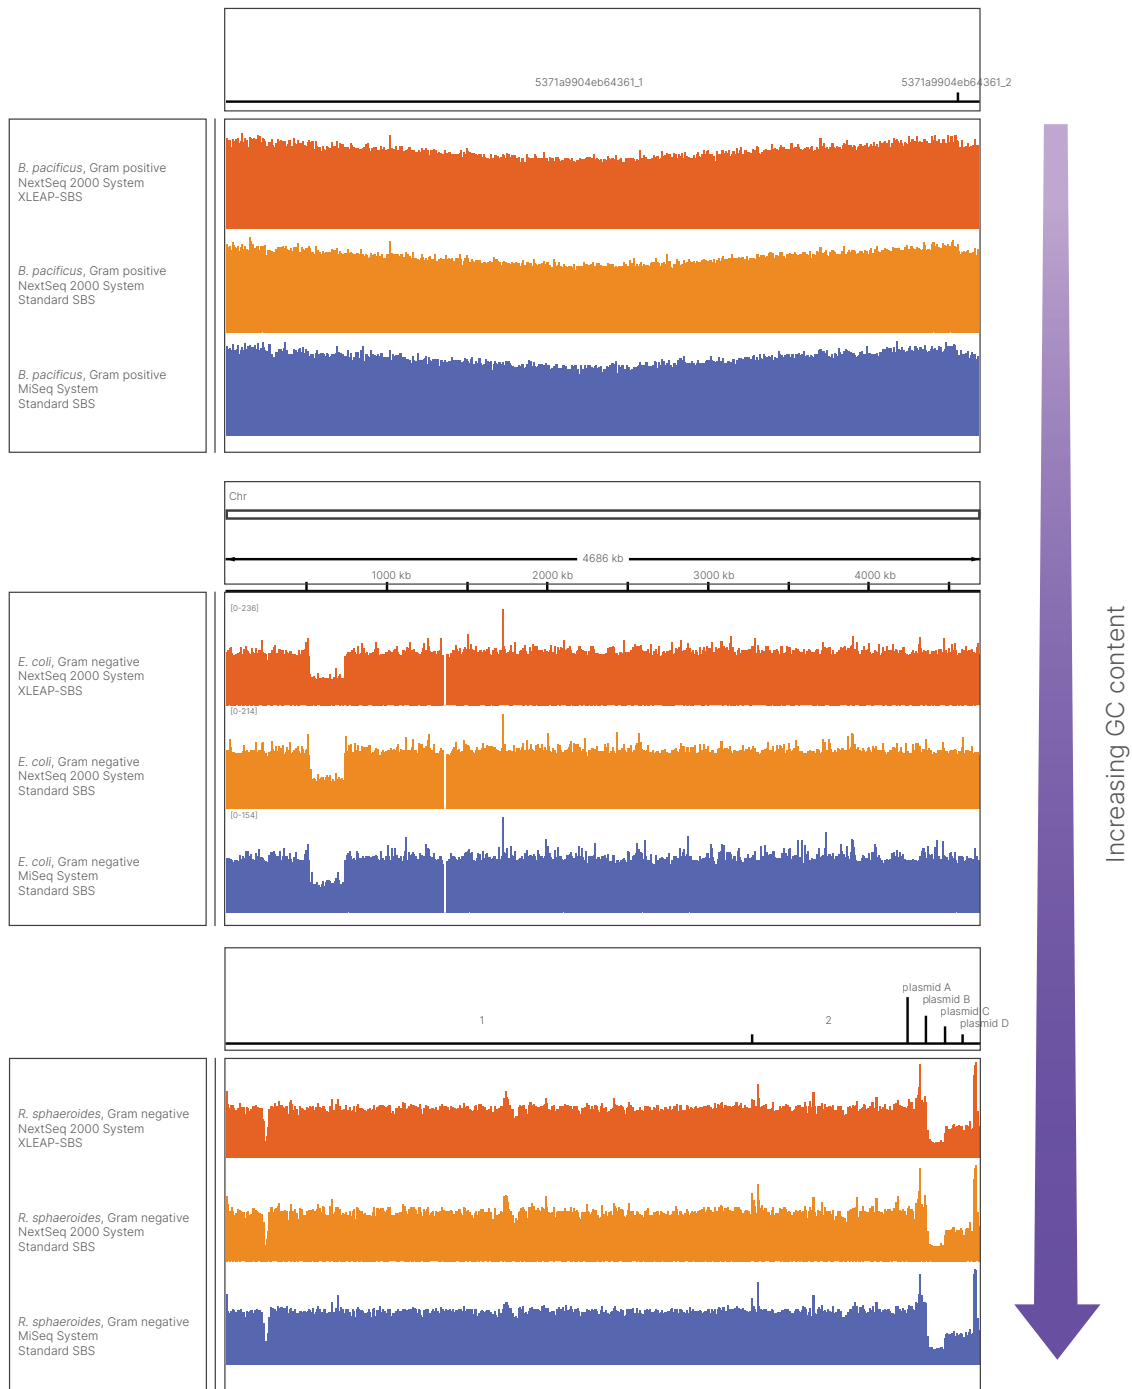 5371a9904eb64361_1
5371a9904eb64361_2
B. pacificus, Gram positive
NextSeq 2000 System
XLEAP-SBS
B. pacificus, Gram positive
NextSeq 2000 System
Standard SBS
B. pacificus, Gram positive
MiSeq System
Standard SBS
Chr
4686 kb
1000 kb
2000 kb
3000 kb
4000 kb
[0-236]
E. coli, Gram negative
NextSeq 2000 System
XLEAP-SBS
[0-214]
E. coli, Gram negative
NextSeq 2000 System
Standard SBS
[0-154]
E. coli, Gram negative
MiSeq System
Standard SBS
1
2
plasmid A
plasmid B
plasmid C
plasmid D
R. sphaeroides, Gram negative
NextSeq 2000 System
XLEAP-SBS
R. sphaeroides, Gram negative
NextSeq 2000 System
Standard SBS
R. sphaeroides, Gram negative
MiSeq System
Standard SBS
Increasing GC content